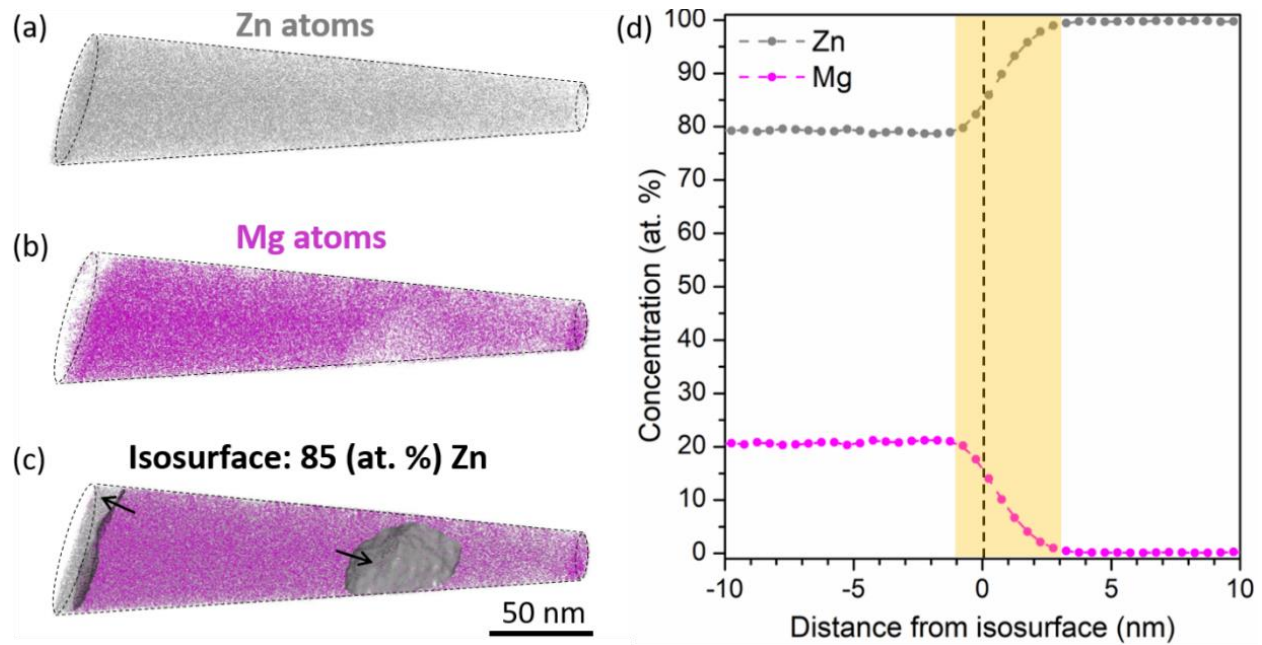 (a)
Zn atoms
(b)
Mg atoms
(c)
Isosurface: 85 (at. %) Zn
50 nm
(d)
Zn
Mg
Concentration (at. %)
100
90
80
70
60
50
40
30
20
10
0
-10 -5 0 5 10
Distance from isosurface (nm)